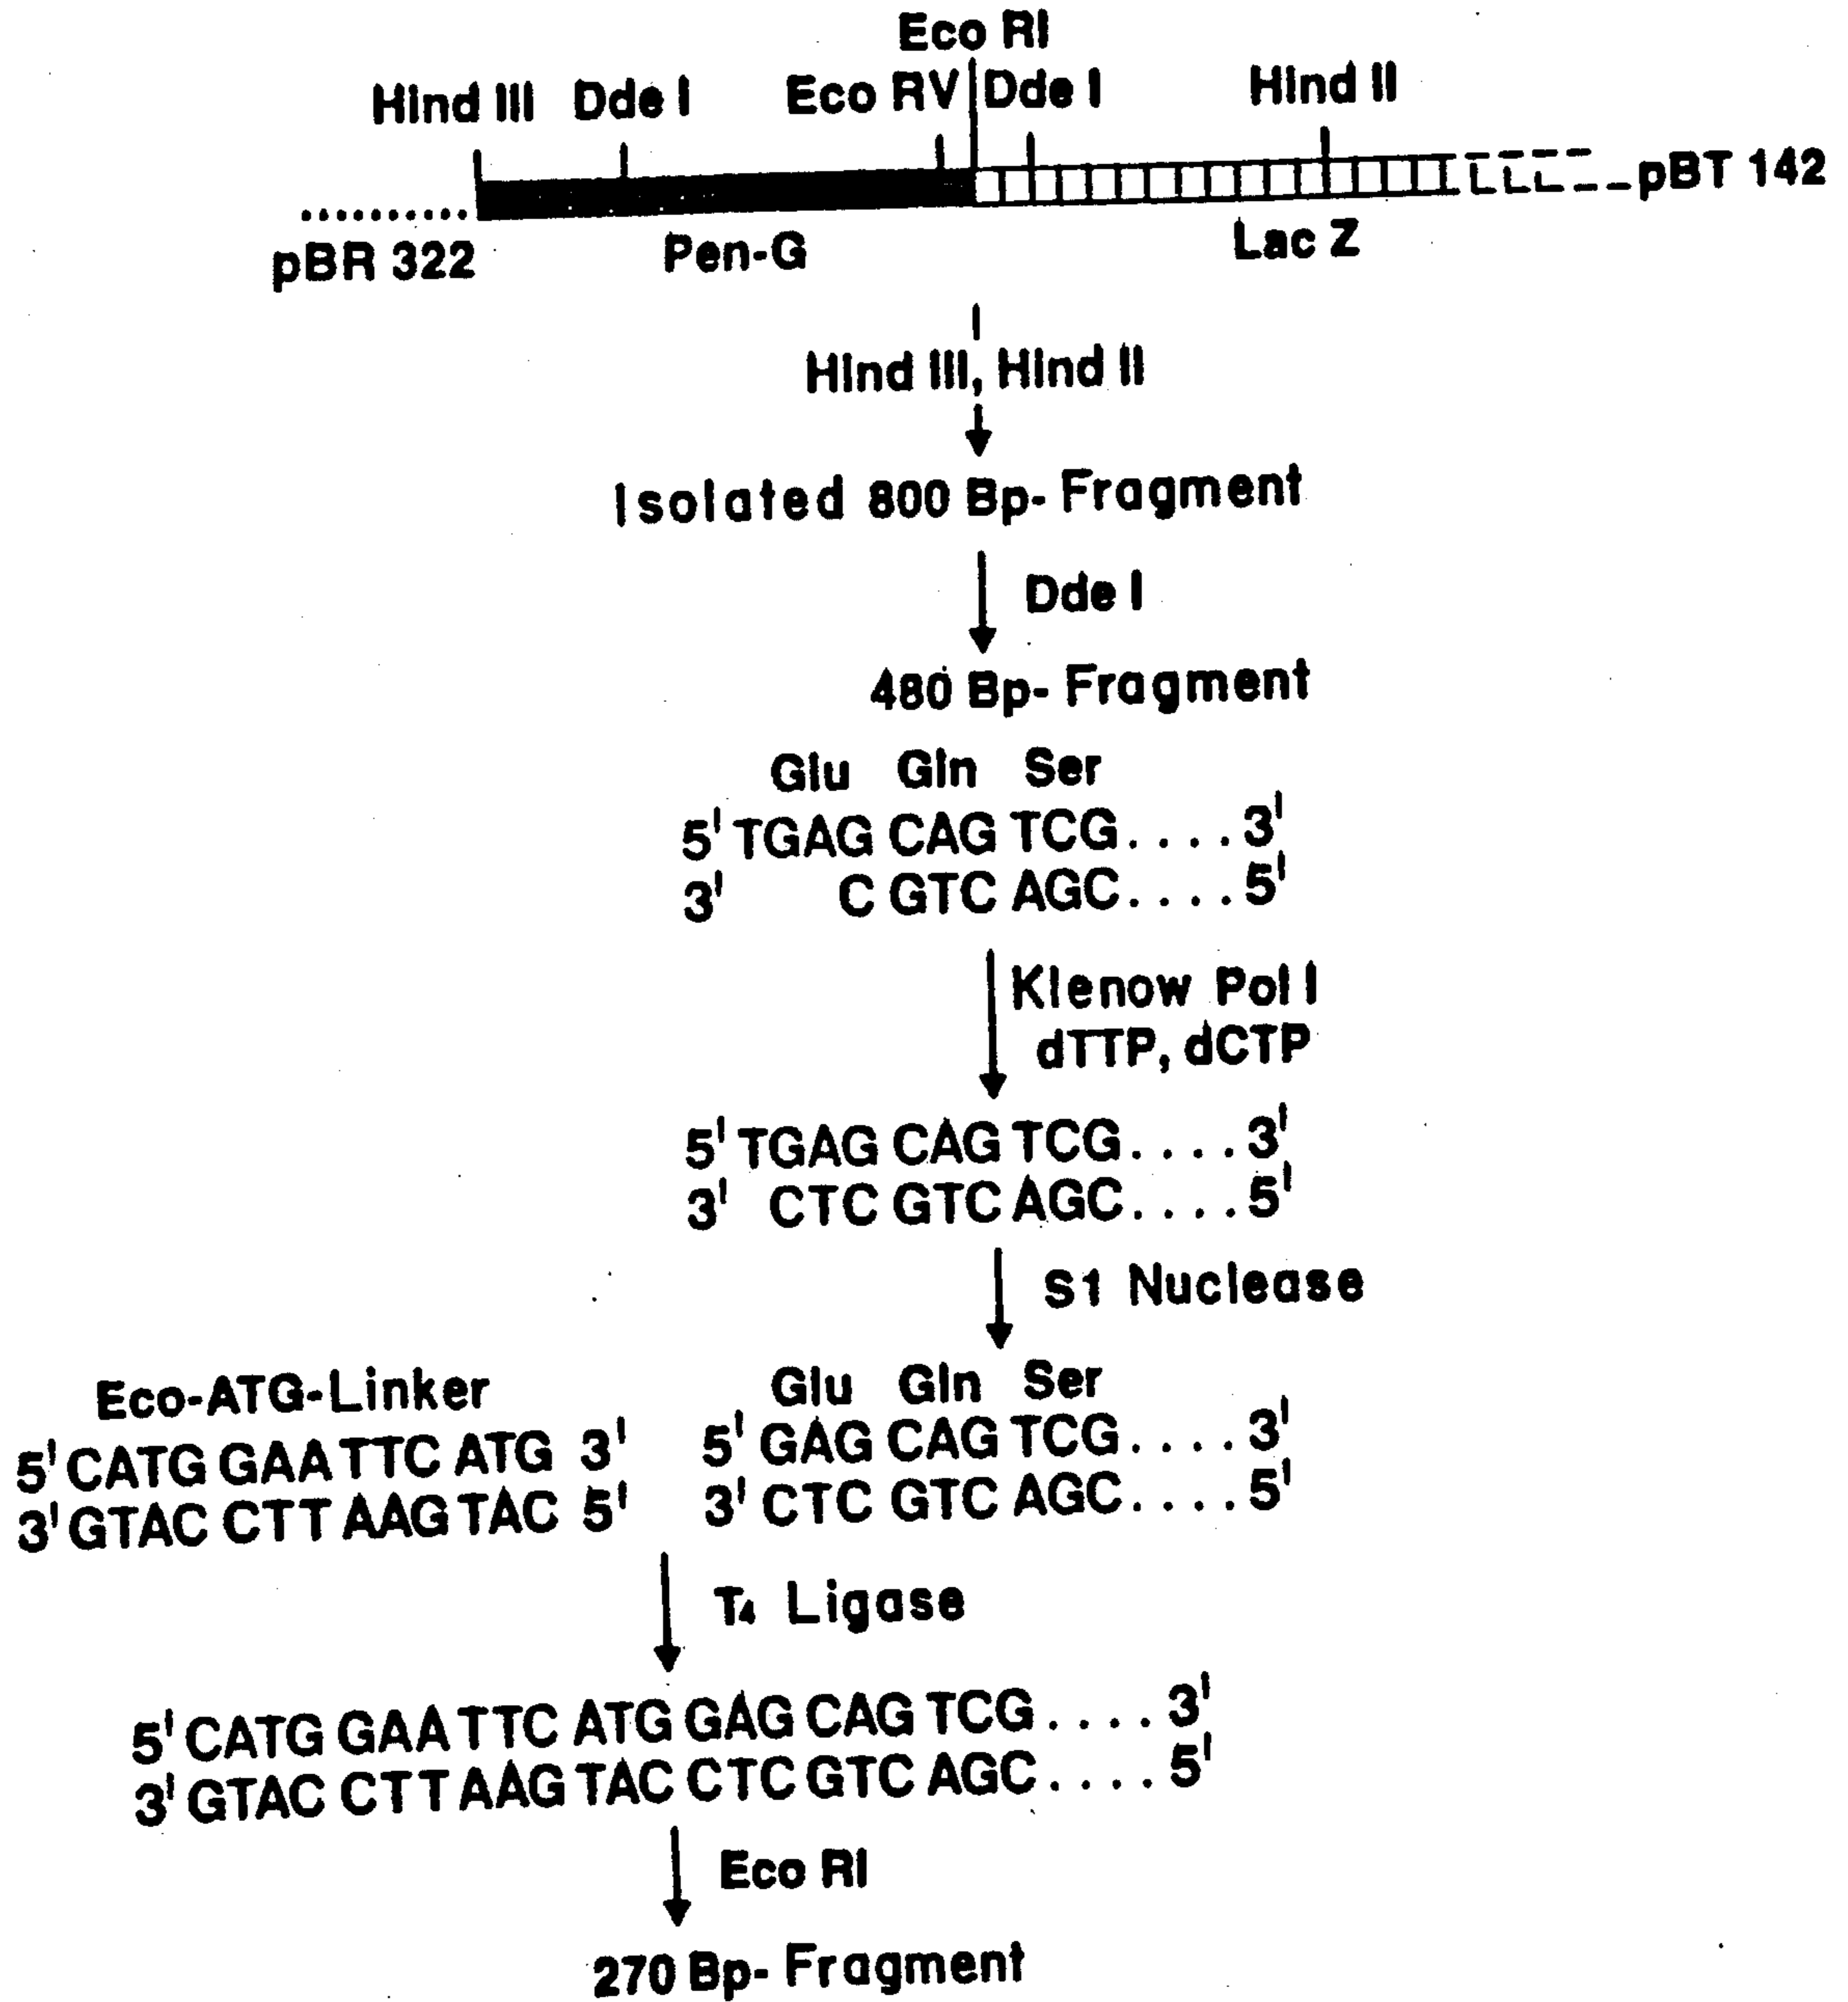 Eco RI
Hind III Dde I Eco RV Dde I Hind II
pBT 142
pBR 322 Pen-G Lac Z
Hind III, Hind II
Isolated 800 Bp- Fragment
Dde I
480 Bp- Fragment
Glu Gln Ser
5' TGAG CAG TCG.... 3'
3' C GTC AGC.... 5'
Klenow Pol I
dTTP, dCTP
5' TGAG CAG TCG.... 3'
3' CTC GTC AGC.... 5'
S1 Nuclease
Eco-ATG-Linker Glu Gln Ser
5' CATG GAA TTC ATG 3' 5' GAG CAG TCG.... 3'
3' GTAC CTT AAG TAC 5' 3' CTC GTC AGC.... 5'
T4 Ligase
5' CATG GAA TTC ATG GAG CAG TCG.... 3'
3' GTAC CTT AAG TAC CTC GTC AGC.... 5'
Eco RI
270 Bp- Fragment